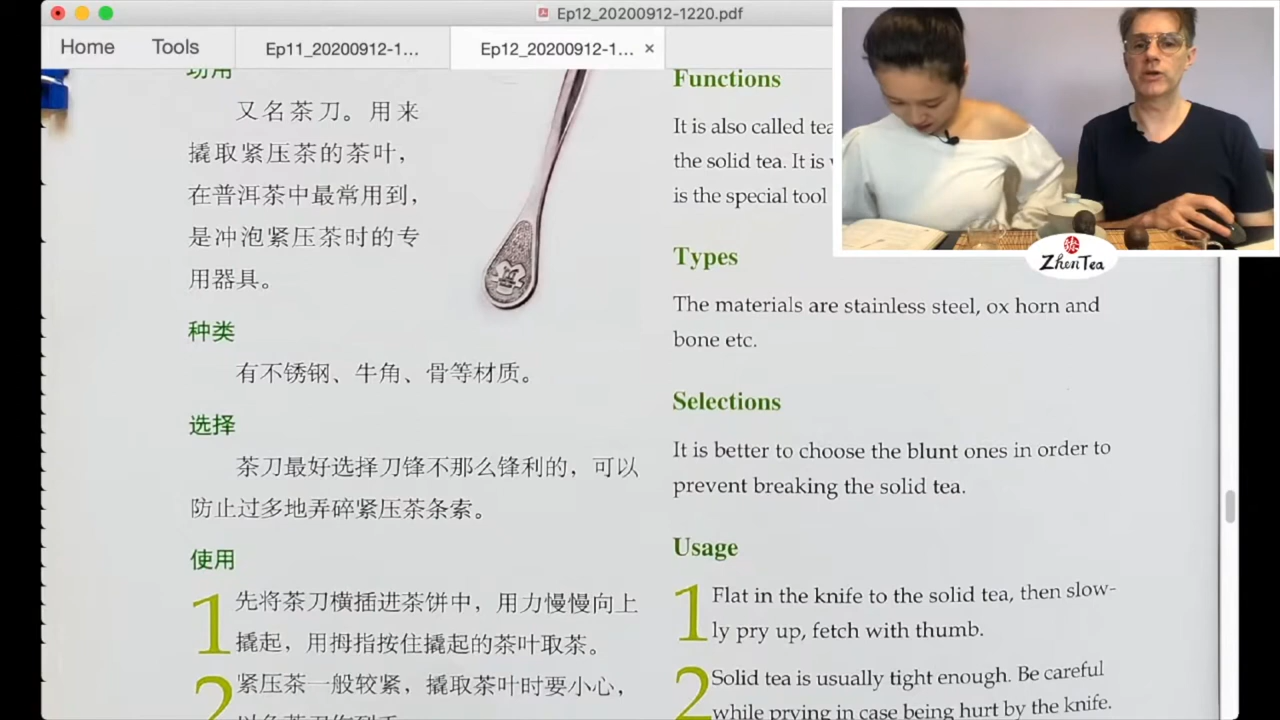 Ep12_20200912-1220.pdf
Home
Tools
Ep11_20200912-1...
Ep12_20200912-1... ×
功用
又名茶刀。用来
撬取紧压茶的茶叶，
在普洱茶中最常用到，
是冲泡紧压茶时的专
用器具。
种类
有不锈钢、牛角、骨等材质。
选择
茶刀最好选择刀锋不那么锋利的，可以
防止过多地弄碎紧压茶条索。
使用
1 先将茶刀横插进茶饼中，用力慢慢向上
撬起，用拇指按住撬起的茶叶取茶。
2 紧压茶一般较紧，撬取茶叶时要小心，
Functions
It is also called tea
the solid tea. It is
is the special tool
Types
The materials are stainless steel, ox horn and
bone etc.
Selections
It is better to choose the blunt ones in order to
prevent breaking the solid tea.
Usage
1 Flat in the knife to the solid tea, then slow-
ly pry up, fetch with thumb.
2 Solid tea is usually tight enough. Be careful
while prying in case being hurt by the knife.
ZhenTea